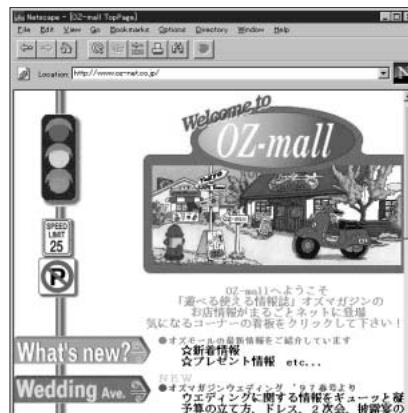 Netscape - [OZ-mall TopPage]
File Edit View Go Bookmarks Options Directory Window Help
Location: http://www.oz-net.co.jp/
N
Welcome to
OZ-mall
OZ-mall
SPEED
LIMIT
25
P
OZ-mallへようこそ
「遊べる使える情報誌」オズマガジンの
お店情報がまるごとネットに登場
気になるコーナーの看板をクリックして下さい!
What's new?
●オズモールの最新情報をご紹介しています
☆新着情報
☆プレゼント情報 etc...
NEW
Wedding Ave.
●オズマガジンウェディング '97春号より
ウエディングに関する情報をギューッと凝
予算の立て方、ドレス、2次会、披露宴の